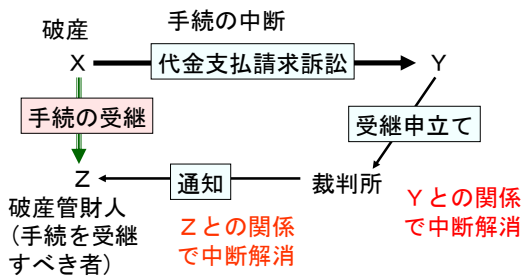 手続の中断
破産
X
代金支払請求訴訟
Y
手続の受継
受継申立て
Z
通知
裁判所
破産管財人
(手続を受継
すべき者)
Zとの関係
で中断解消
Yとの関係
で中断解消